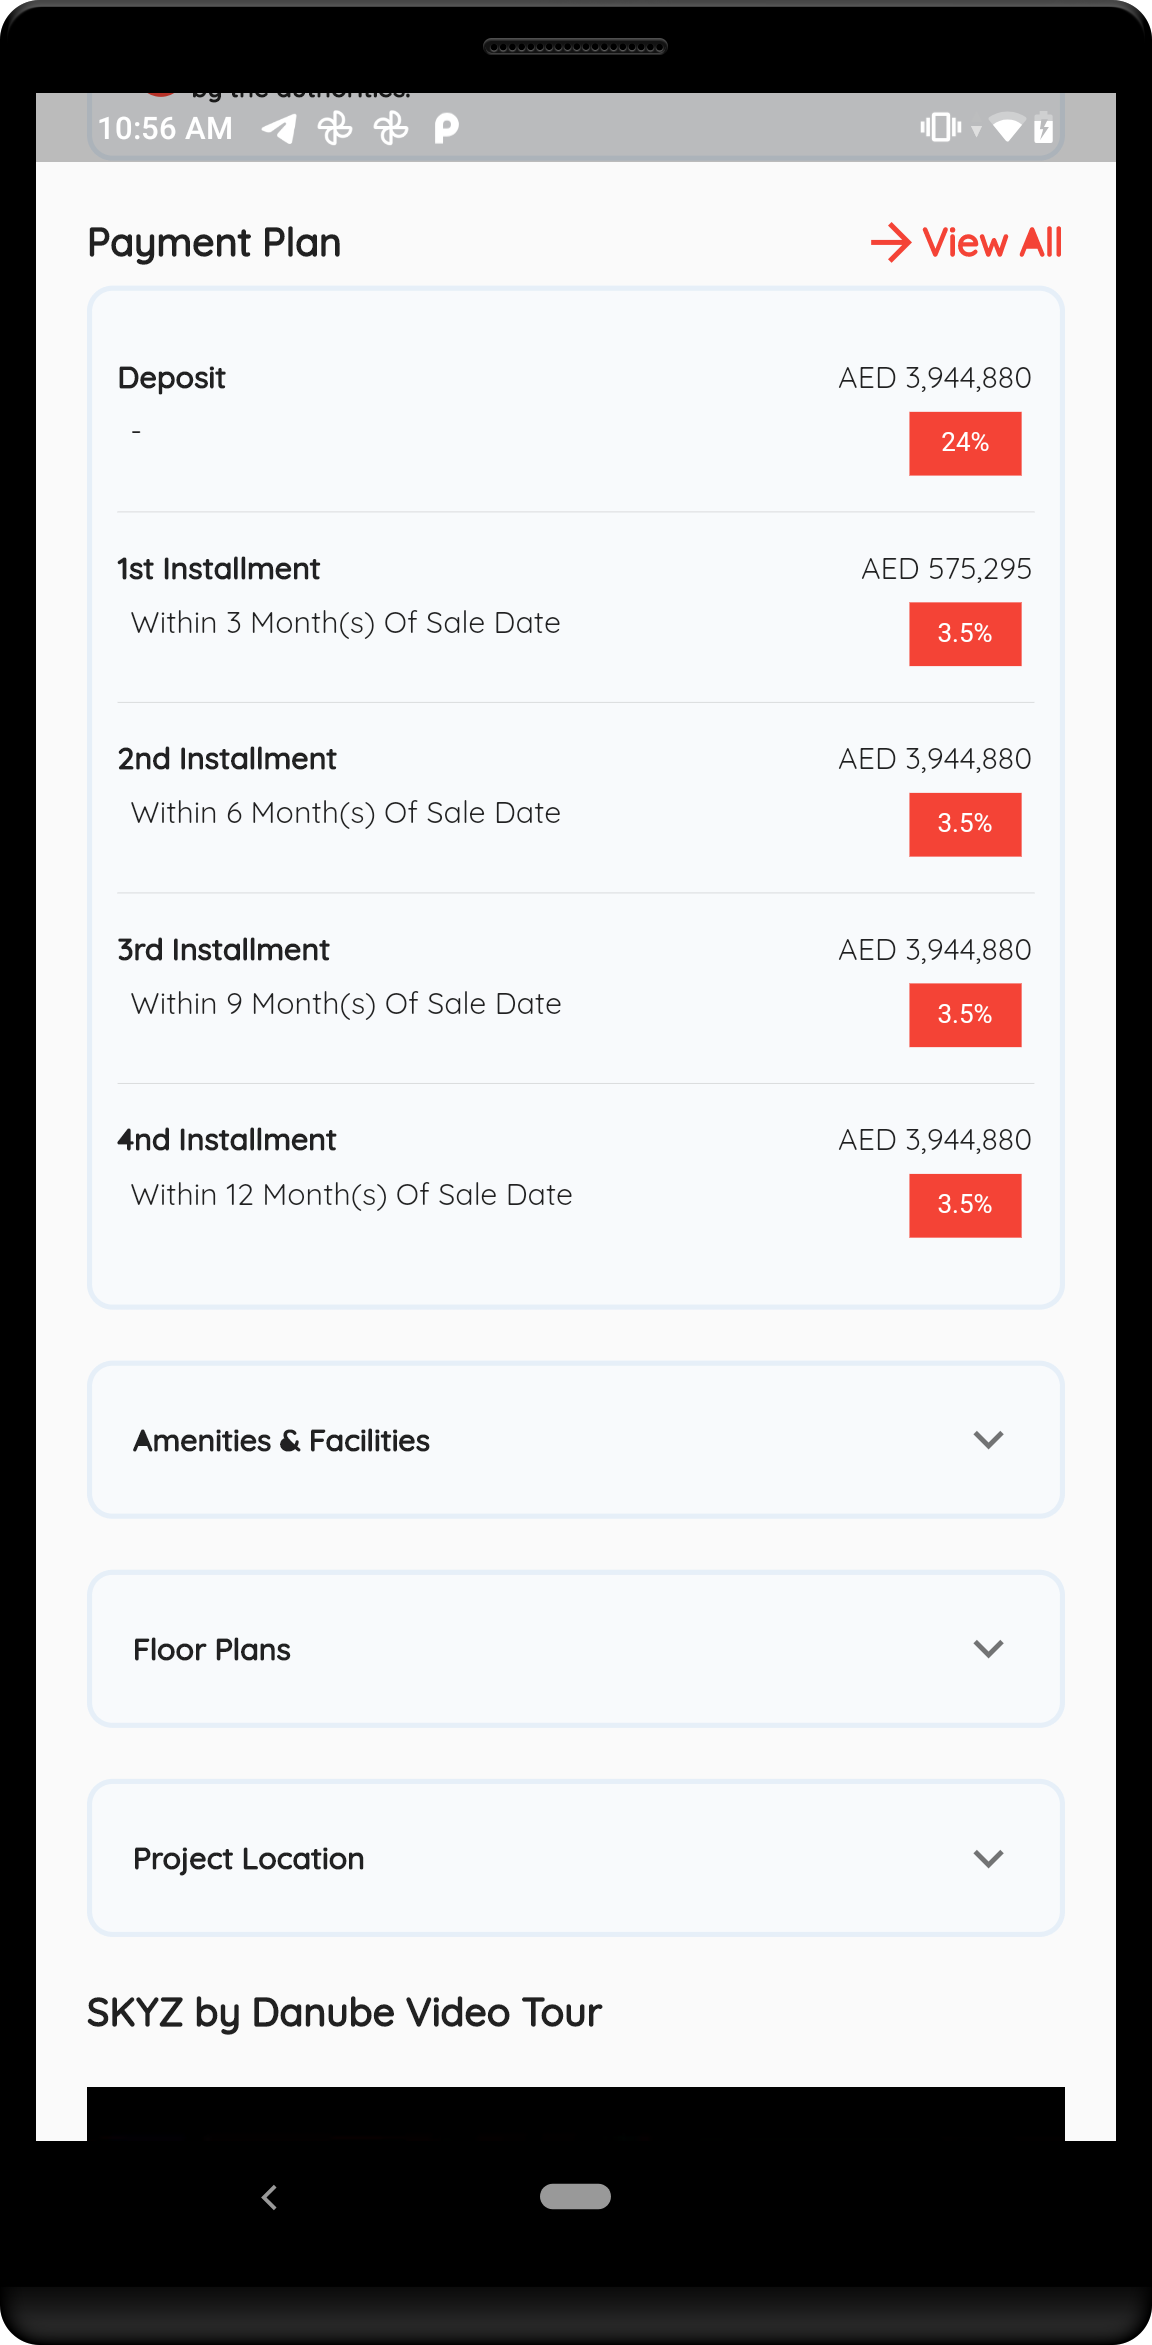 by the authorities.
10:56 AM
Payment Plan
View All
Deposit
AED 3,944,880
-
24%
1st Installment
AED 575,295
Within 3 Month(s) Of Sale Date
3.5%
2nd Installment
AED 3,944,880
Within 6 Month(s) Of Sale Date
3.5%
3rd Installment
AED 3,944,880
Within 9 Month(s) Of Sale Date
3.5%
4nd Installment
AED 3,944,880
Within 12 Month(s) Of Sale Date
3.5%
Amenities & Facilities
Floor Plans
Project Location
SKYZ by Danube Video Tour